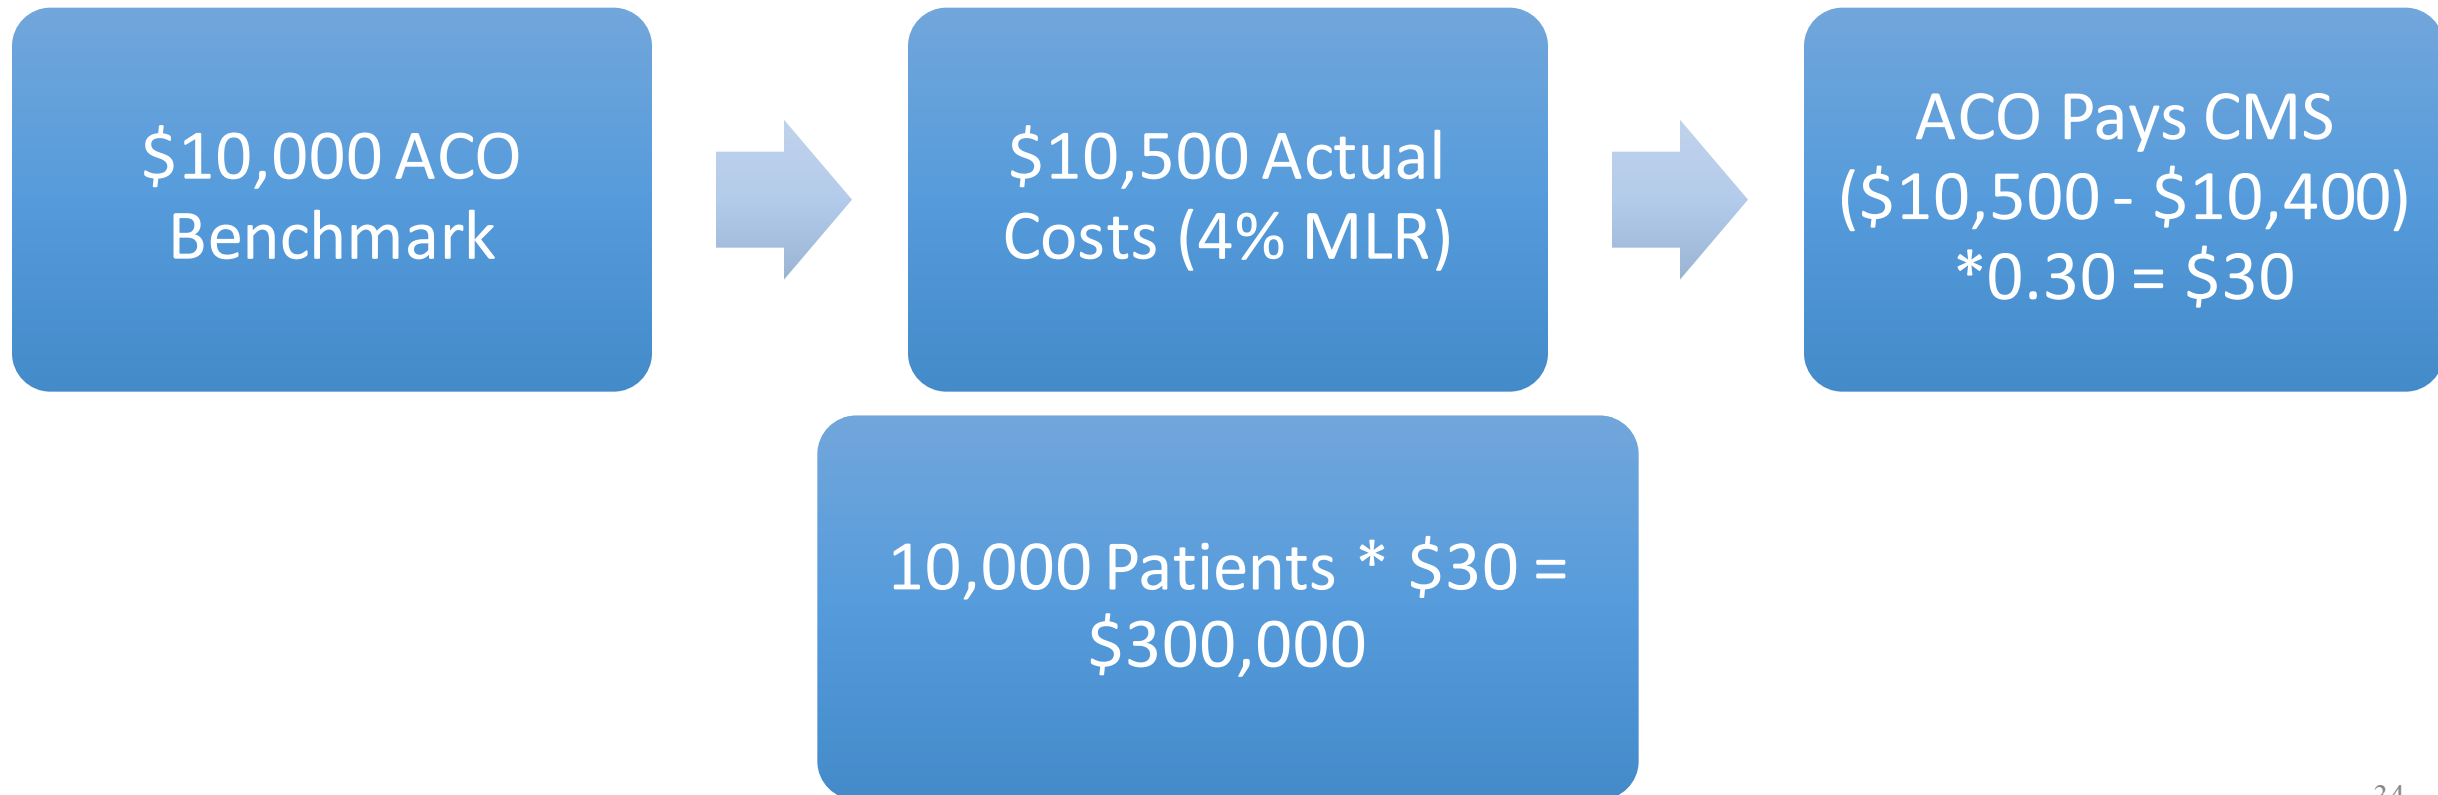 $10,000 ACO
Benchmark
$10,500 Actual
Costs (4% MLR)
ACO Pays CMS
($10,500 - $10,400)
*0.30 = $30
10,000 Patients * $30 =
$300,000